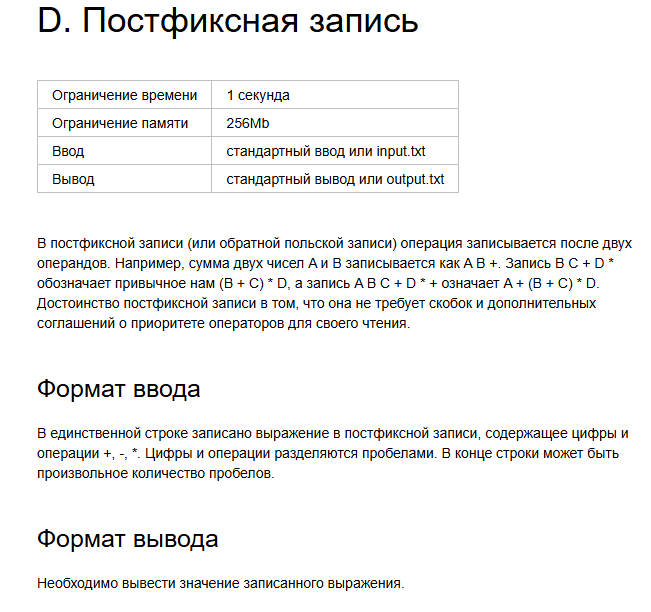 D. Постфиксная запись
Ограничение времени 1 секунда
Ограничение памяти 256Mb
Ввод стандартный ввод или input.txt
Вывод стандартный вывод или output.txt
В постфиксной записи (или обратной польской записи) операция записывается после двух
операндов. Например, сумма двух чисел A и B записывается как A B +. Запись B C + D *
обозначает привычное нам (B + C) * D, а запись A B C + D * + означает A + (B + C) * D.
Достоинство постфиксной записи в том, что она не требует скобок и дополнительных
соглашений о приоритете операторов для своего чтения.
Формат ввода
В единственной строке записано выражение в постфиксной записи, содержащее цифры и
операции +, -, *. Цифры и операции разделяются пробелами. В конце строки может быть
произвольное количество пробелов.
Формат вывода
Необходимо вывести значение записанного выражения.